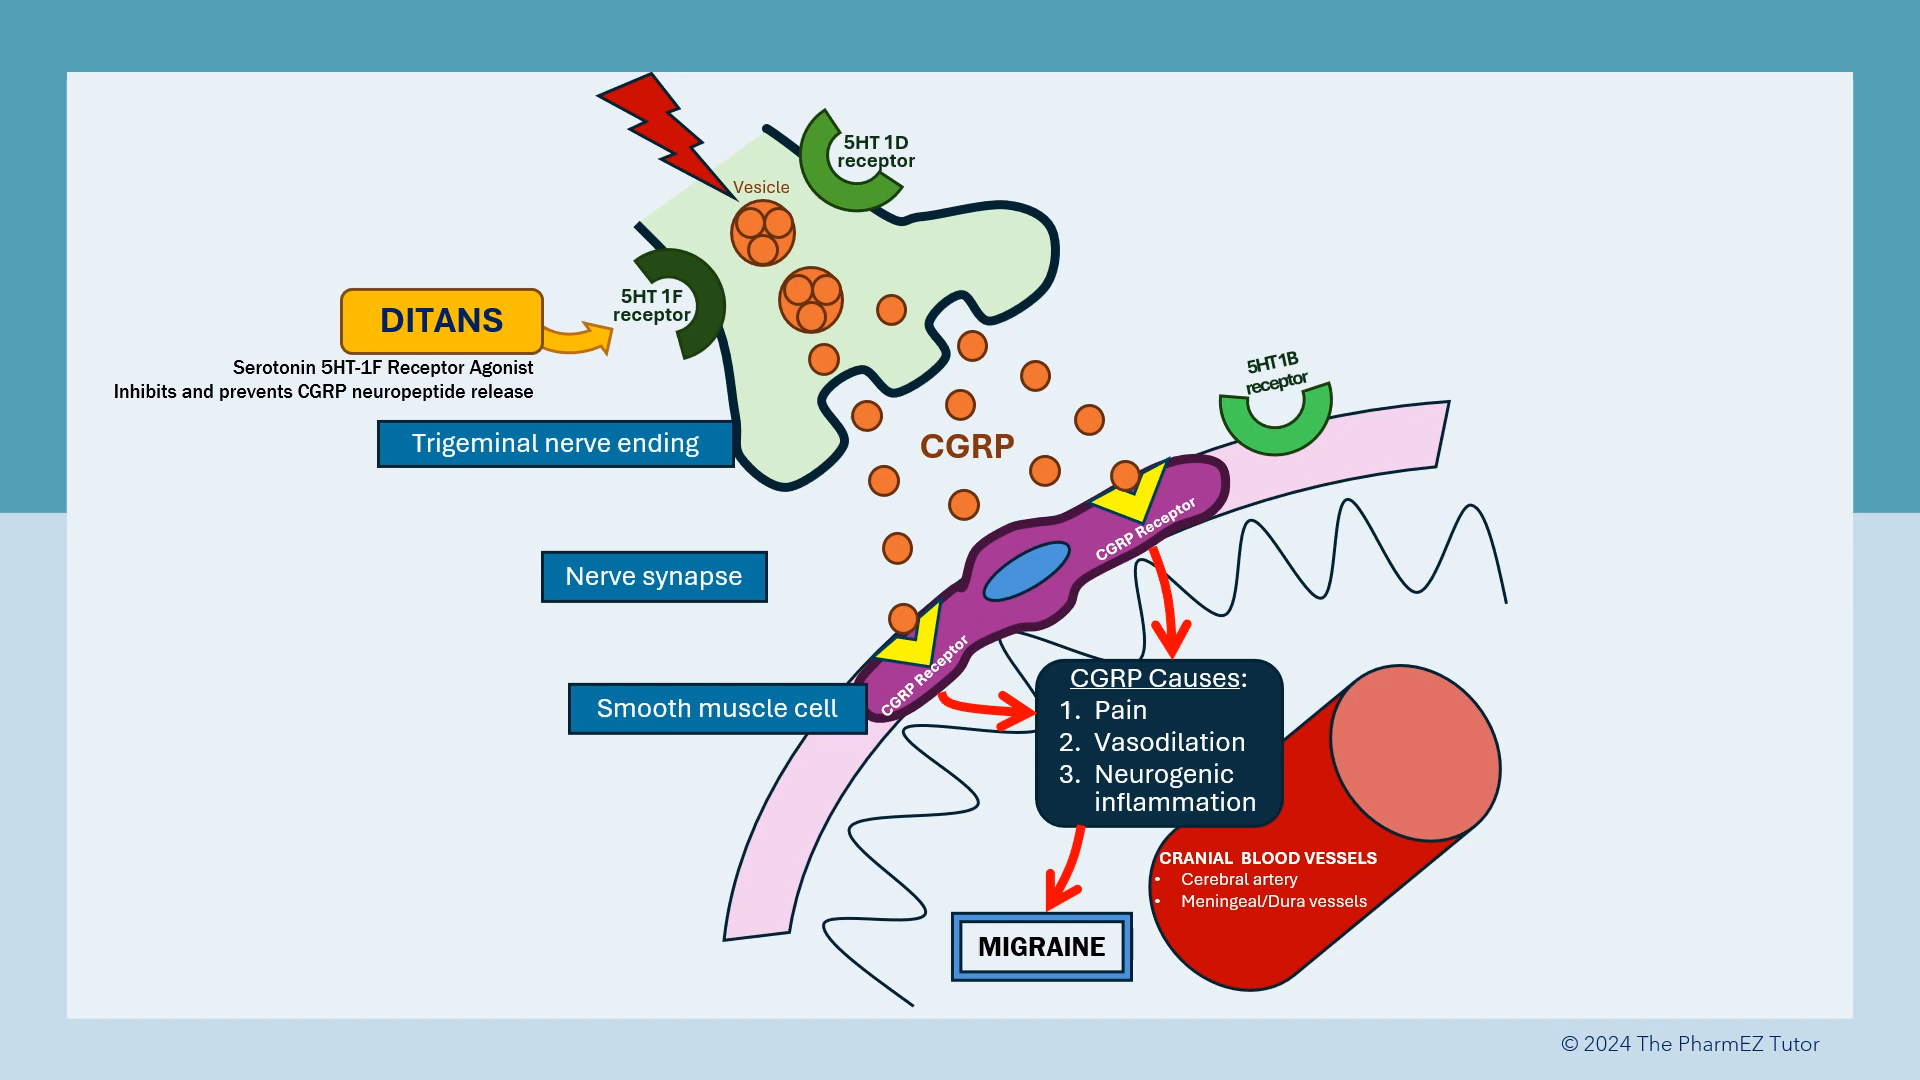 5HT 1D
receptor
Vesicle
5HT 1F
receptor
DITANS
Serotonin 5HT-1F Receptor Agonist
Inhibits and prevents CGRP neuropeptide release
5HT1B
receptor
Trigeminal nerve ending
CGRP
CGRP Receptor
Nerve synapse
CGRP Receptor
Smooth muscle cell
CGRP Causes:
1. Pain
2. Vasodilation
3. Neurogenic
inflammation
CRANIAL BLOOD VESSELS
• Cerebral artery
• Meningeal/Dura vessels
MIGRAINE
© 2024 The PharmEZ Tutor